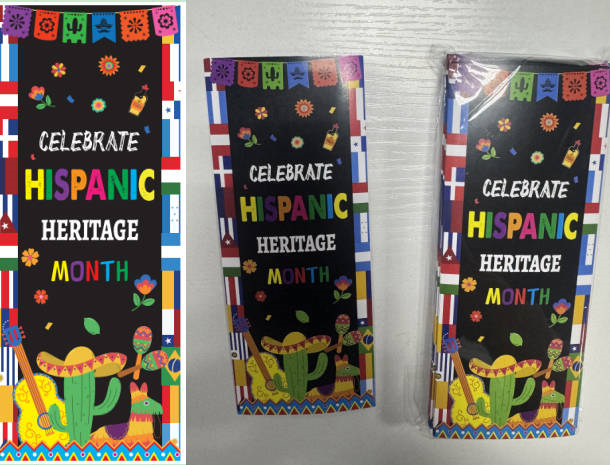 CELEBRATE
HISPANIC
HERITAGE
MONTH
CELEBRATE
HISPANIC
HERITAGE
MONTH
CELEBRATE
HISPANIC
HERITAGE
MONTH